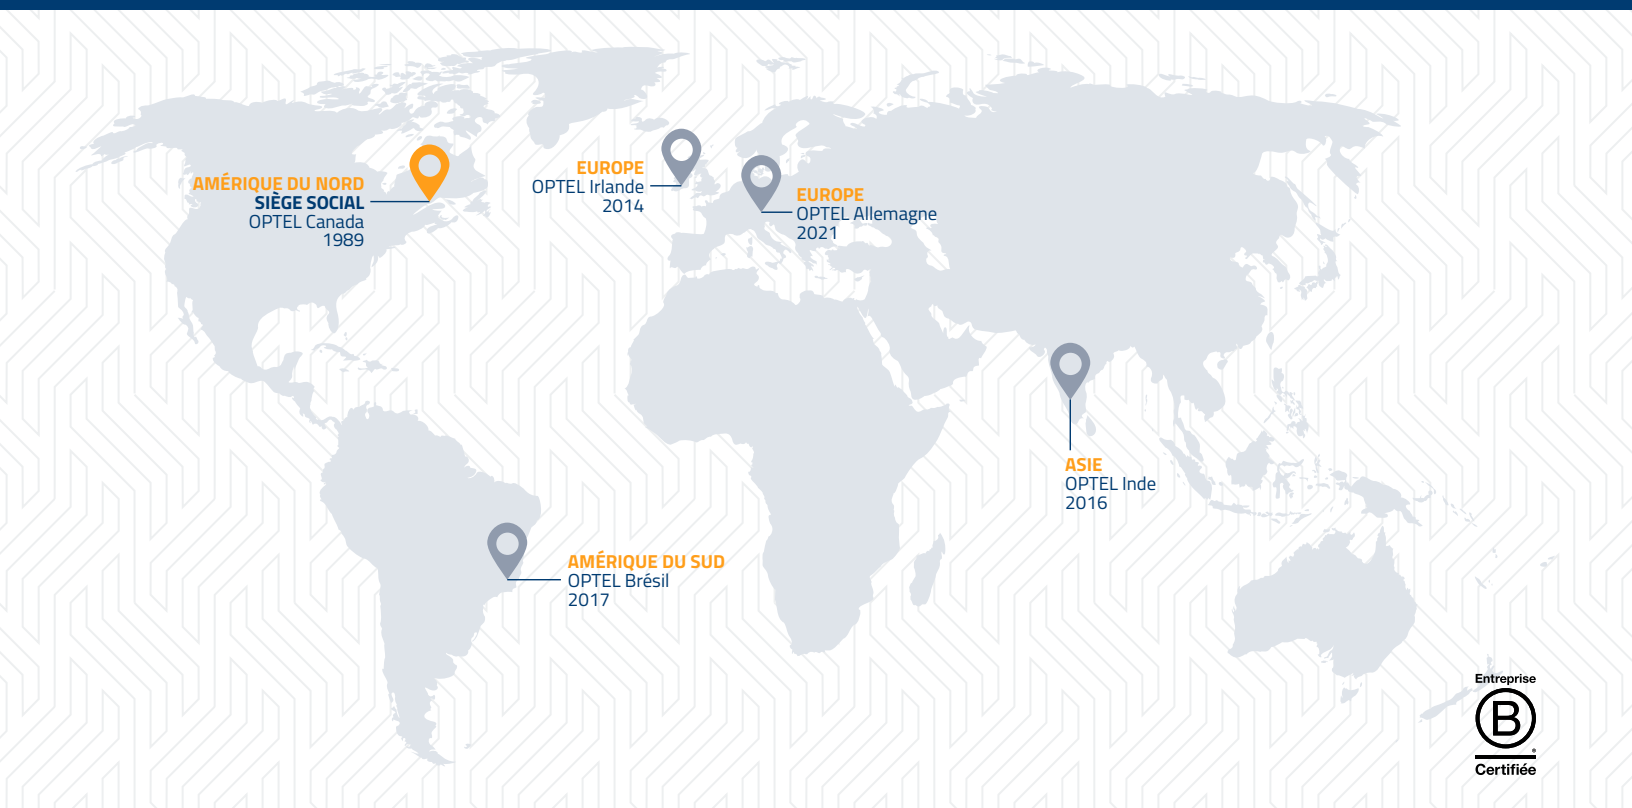 AMÉRIQUE DU NORD
SIÈGE SOCIAL
OPTEL Canada
1989
EUROPE
OPTEL Irlande
2014
EUROPE
OPTEL Allemagne
2021
ASIE
OPTEL Inde
2016
AMÉRIQUE DU SUD
OPTEL Brésil
2017
Entreprise
B
®
Certifiée